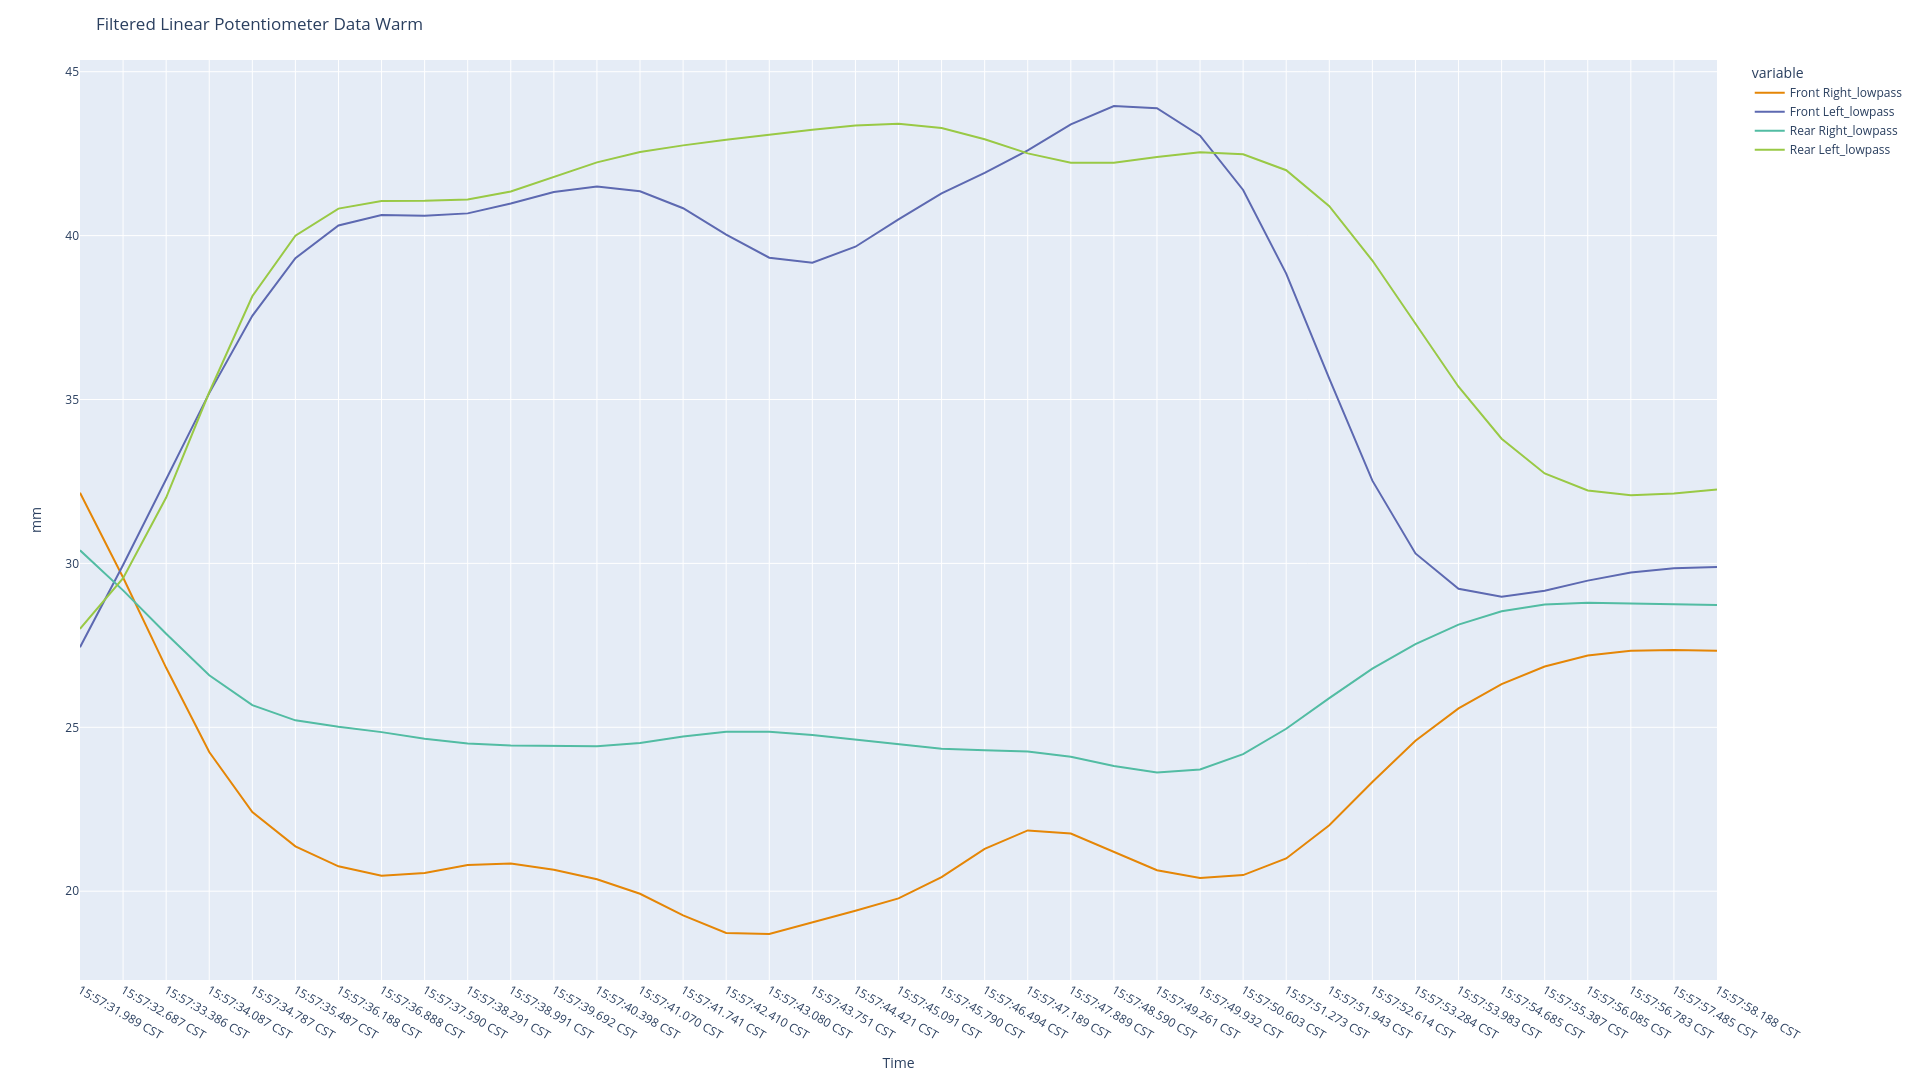 Filtered Linear Potentiometer Data Warm
variable
Front Right_lowpass
Front Left_lowpass
Rear Right_lowpass
Rear Left_lowpass
45
40
35
30
25
20
mm
15:57:31.989 CST
15:57:32.687 CST
15:57:33.386 CST
15:57:34.087 CST
15:57:34.787 CST
15:57:35.487 CST
15:57:36.188 CST
15:57:36.888 CST
15:57:37.590 CST
15:57:38.291 CST
15:57:38.991 CST
15:57:39.692 CST
15:57:40.398 CST
15:57:41.070 CST
15:57:41.741 CST
15:57:42.410 CST
15:57:43.080 CST
15:57:43.751 CST
15:57:44.421 CST
15:57:45.091 CST
15:57:45.790 CST
15:57:46.494 CST
15:57:47.189 CST
15:57:47.889 CST
15:57:48.590 CST
15:57:49.261 CST
15:57:49.932 CST
15:57:50.603 CST
15:57:51.273 CST
15:57:51.943 CST
15:57:52.614 CST
15:57:53.284 CST
15:57:53.983 CST
15:57:54.685 CST
15:57:55.387 CST
15:57:56.085 CST
15:57:56.783 CST
15:57:57.485 CST
15:57:58.188 CST
Time